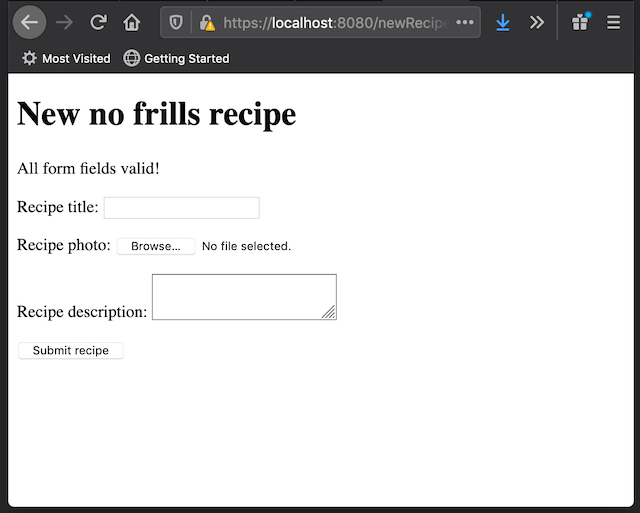 https://localhost:8080/newRecipe
Most Visited Getting Started
New no frills recipe
All form fields valid!
Recipe title:
Recipe photo: Browse... No file selected.
Recipe description:
Submit recipe